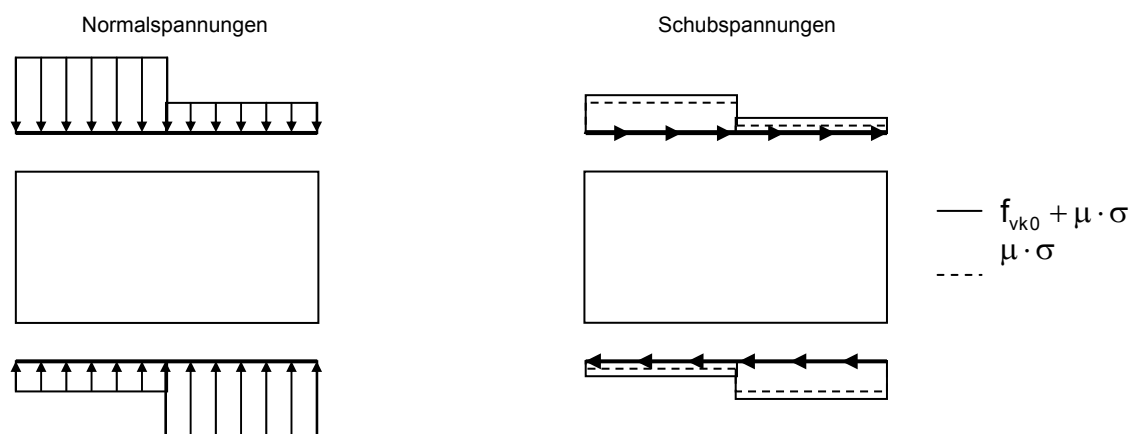 Normalspannungen
Schubspannungen
f_vk0 + μ · σ
μ · σ